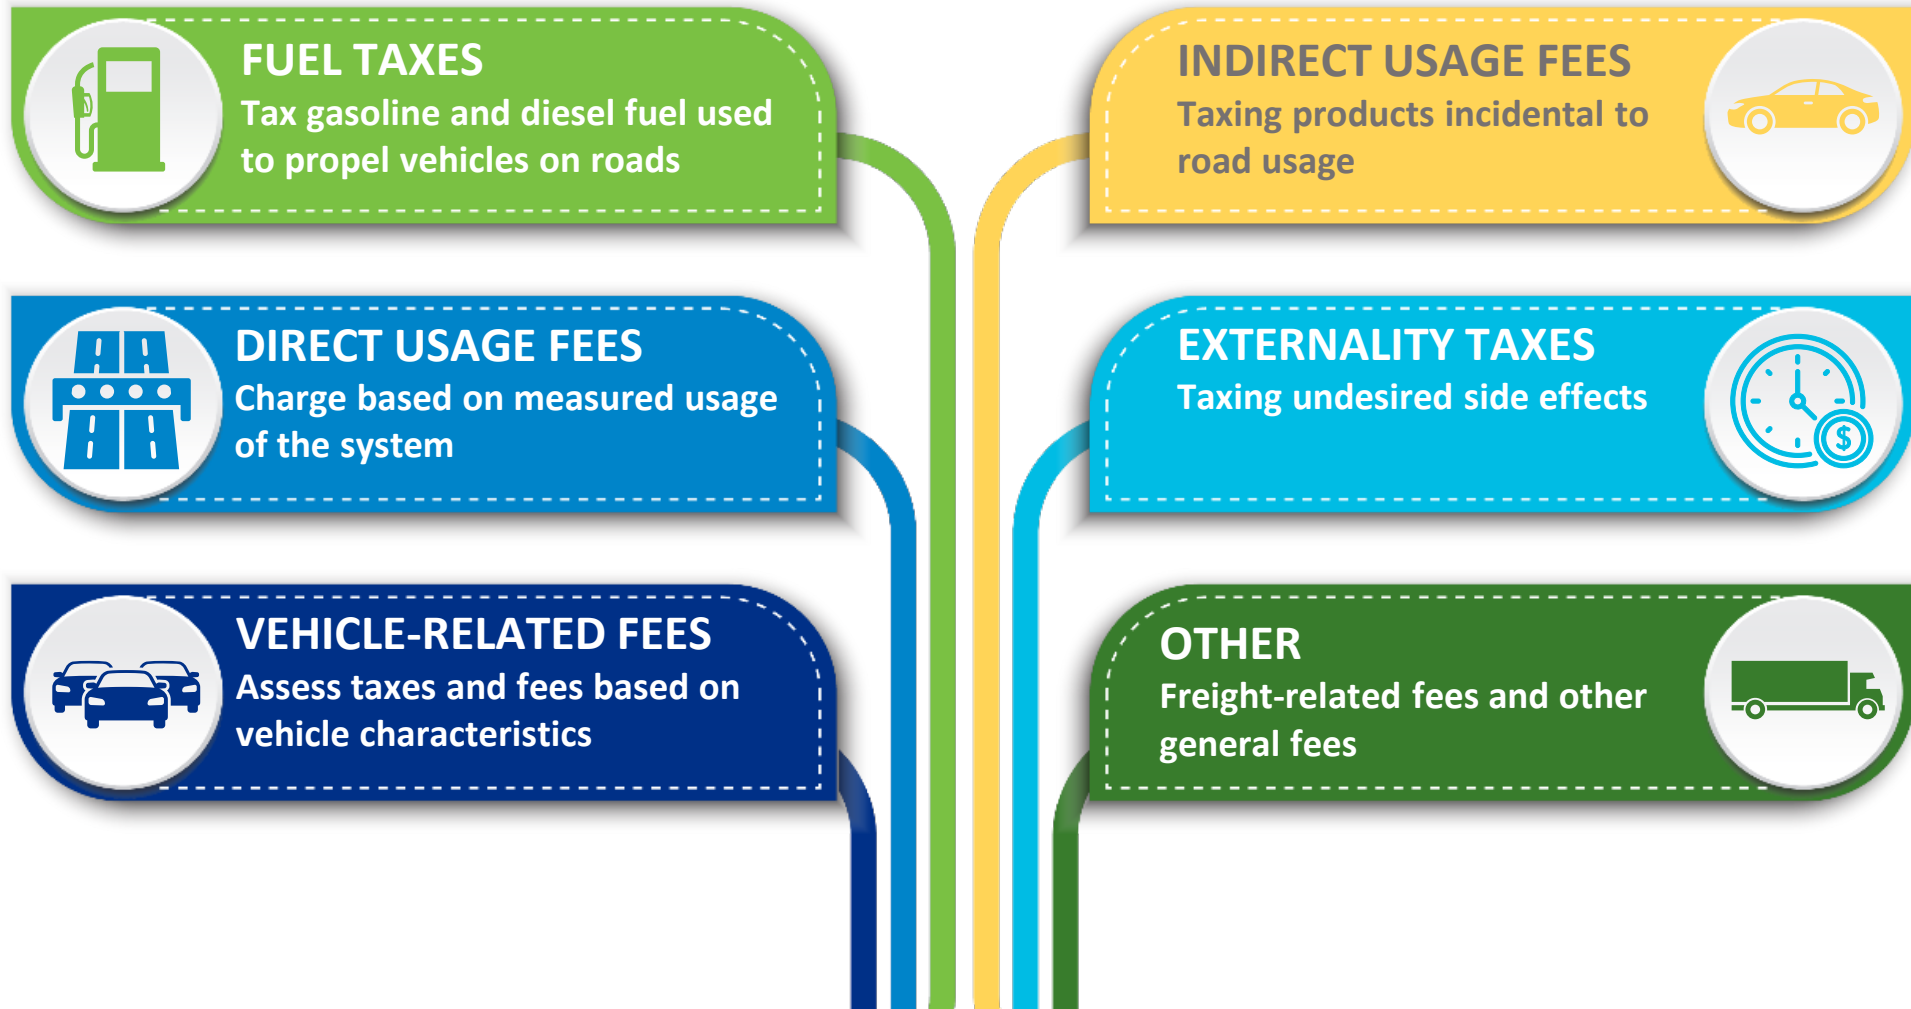 FUEL TAXES
Tax gasoline and diesel fuel used
to propel vehicles on roads
INDIRECT USAGE FEES
Taxing products incidental to
road usage
DIRECT USAGE FEES
Charge based on measured usage
of the system
EXTERNALITY TAXES
Taxing undesired side effects
$
VEHICLE-RELATED FEES
Assess taxes and fees based on
vehicle characteristics
OTHER
Freight-related fees and other
general fees